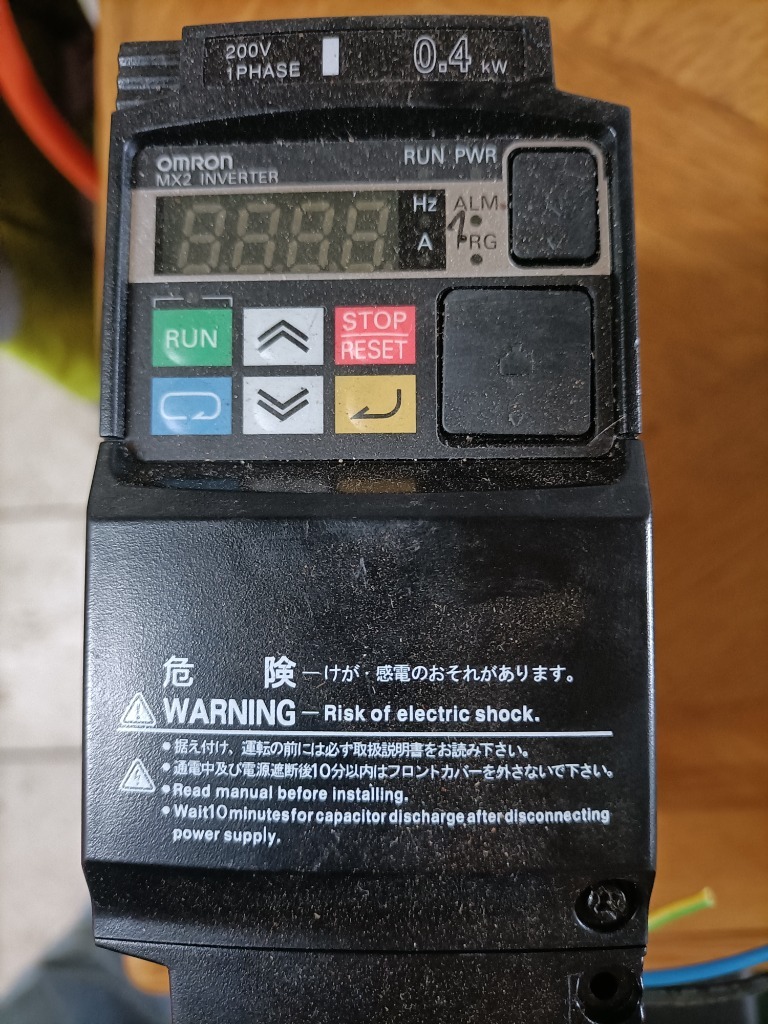 200V
1PHASE
0.4 kW
OMRON
RUN PWR
MX2 INVERTER
Hz ALM
A PRG
RUN
STOP
RESET
危 険 ー けが・感電のおそれがあります。
WARNING – Risk of electric shock.
• 据え付け、運転の前には必ず取扱説明書をお読み下さい。
• 通電中及び電源遮断後10分以内はフロントカバーを外さないで下さい。
• Read manual before installing.
• Wait 10 minutes for capacitor discharge after disconnecting
power supply.